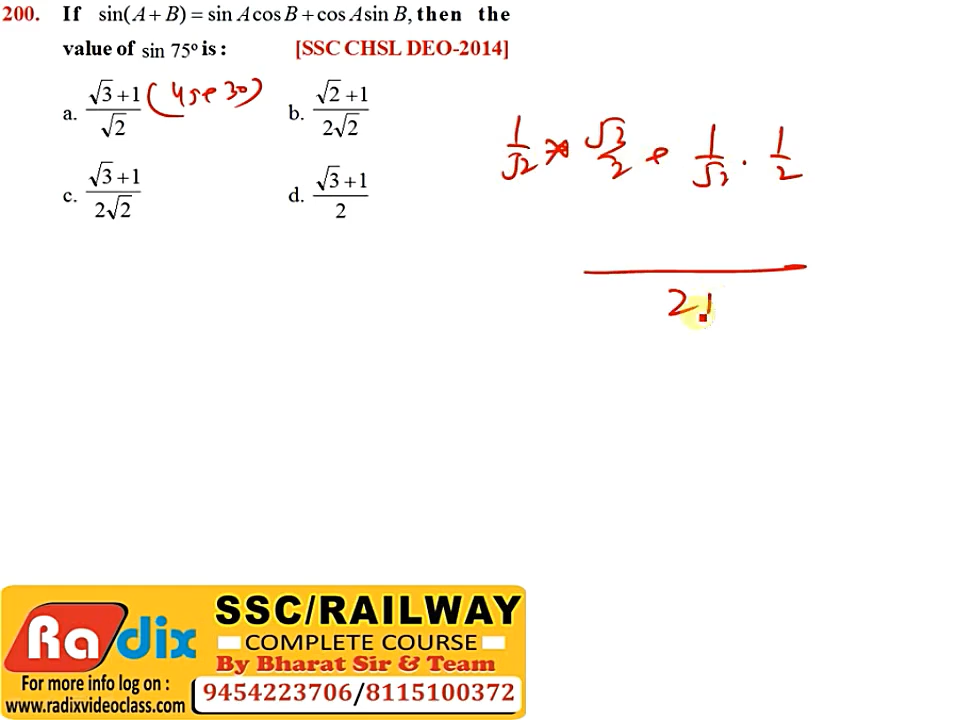 200. If sin(A + B) = sin A cos B + cos A sin B, then the
value of sin 75° is : [SSC CHSL DEO-2014]
a. (√3+1)/√2 (45+30) b. (√2+1)/(2√2)
1/√2 × √3/2 + 1/√2 · 1/2
c. (√3+1)/(2√2) d. (√3+1)/2
2
Radix
For more info log on :
www.radixvideoclass.com
SSC/RAILWAY
COMPLETE COURSE
By Bharat Sir & Team
9454223706/8115100372